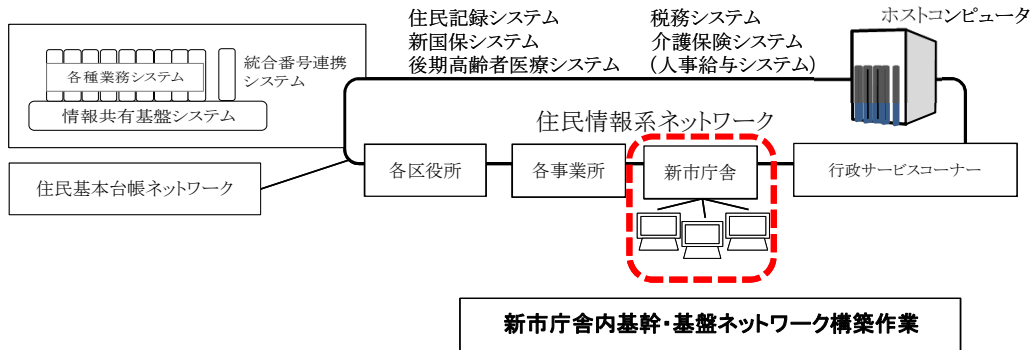 住民記録システム
新国保システム
後期高齢者医療システム
税務システム
介護保険システム
(人事給与システム)
ホストコンピュータ
各種業務システム
統合番号連携
システム
情報共有基盤システム
住民情報系ネットワーク
住民基本台帳ネットワーク
各区役所
各事業所
新市庁舎
行政サービスコーナー
新市庁舎内基幹・基盤ネットワーク構築作業